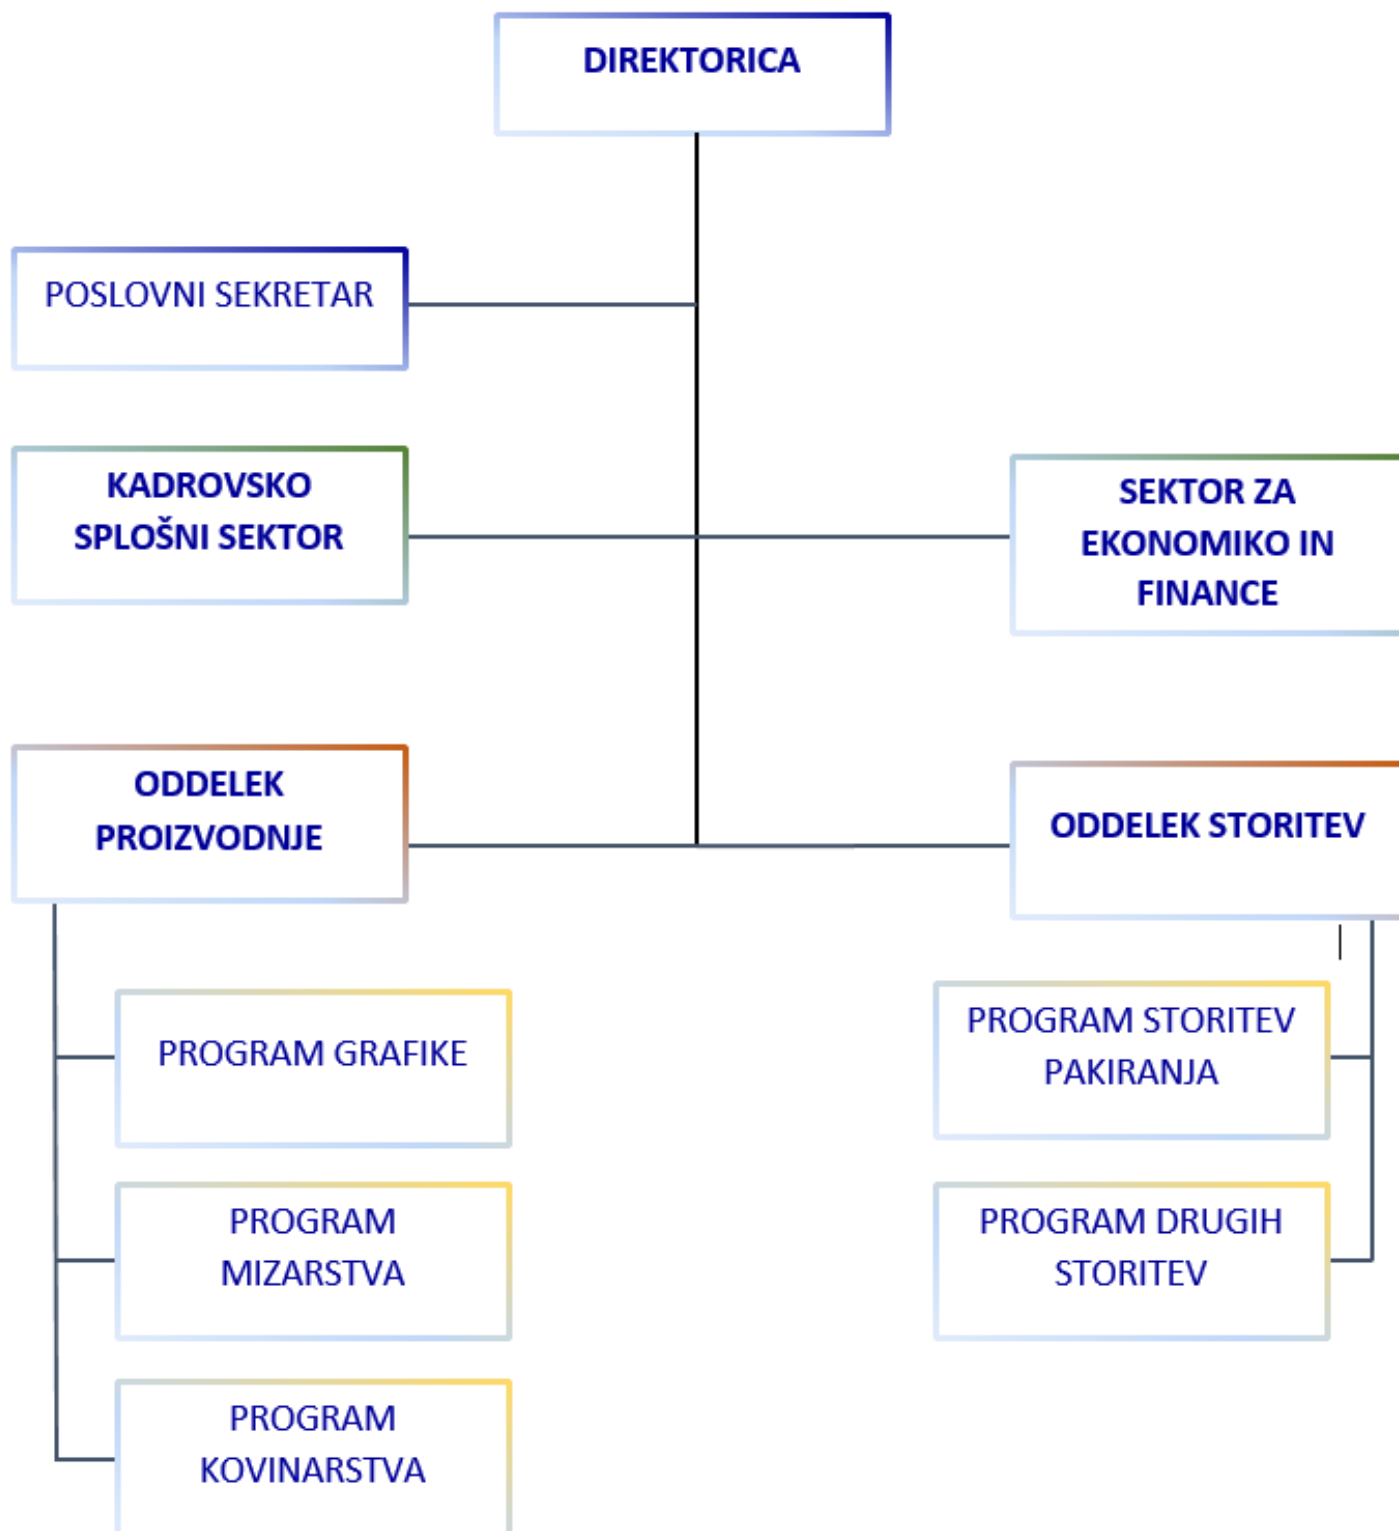 DIREKTORICA
POSLOVNI SEKRETAR
KADROVSKO
SPLOŠNI SEKTOR
SEKTOR ZA
EKONOMIKO IN
FINANCE
ODDELEK
PROIZVODNJE
ODDELEK STORITEV
PROGRAM GRAFIKE
PROGRAM
MIZARSTVA
PROGRAM
KOVINARSTVA
PROGRAM STORITEV
PAKIRANJA
PROGRAM DRUGIH
STORITEV